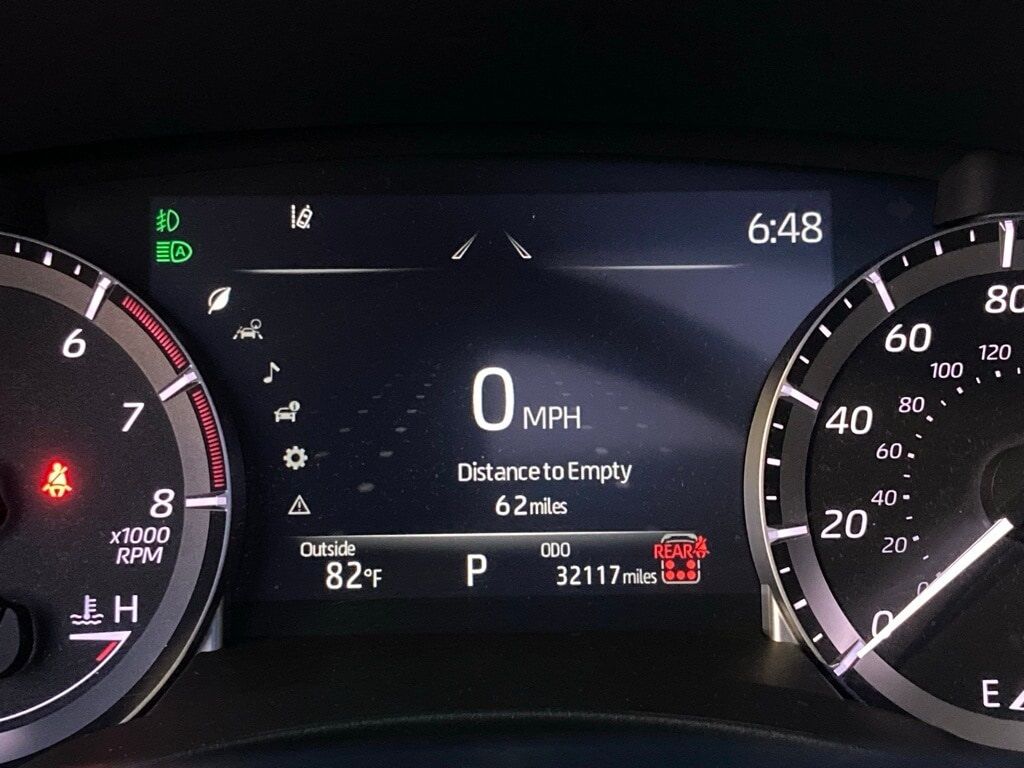 A
6:48
6
7
8
x1000
RPM
H
0 MPH
Distance to Empty
62 miles
Outside
82°F
P
ODO
32117 miles
REAR
80
60
40
20
0
120
100
80
60
40
20
E